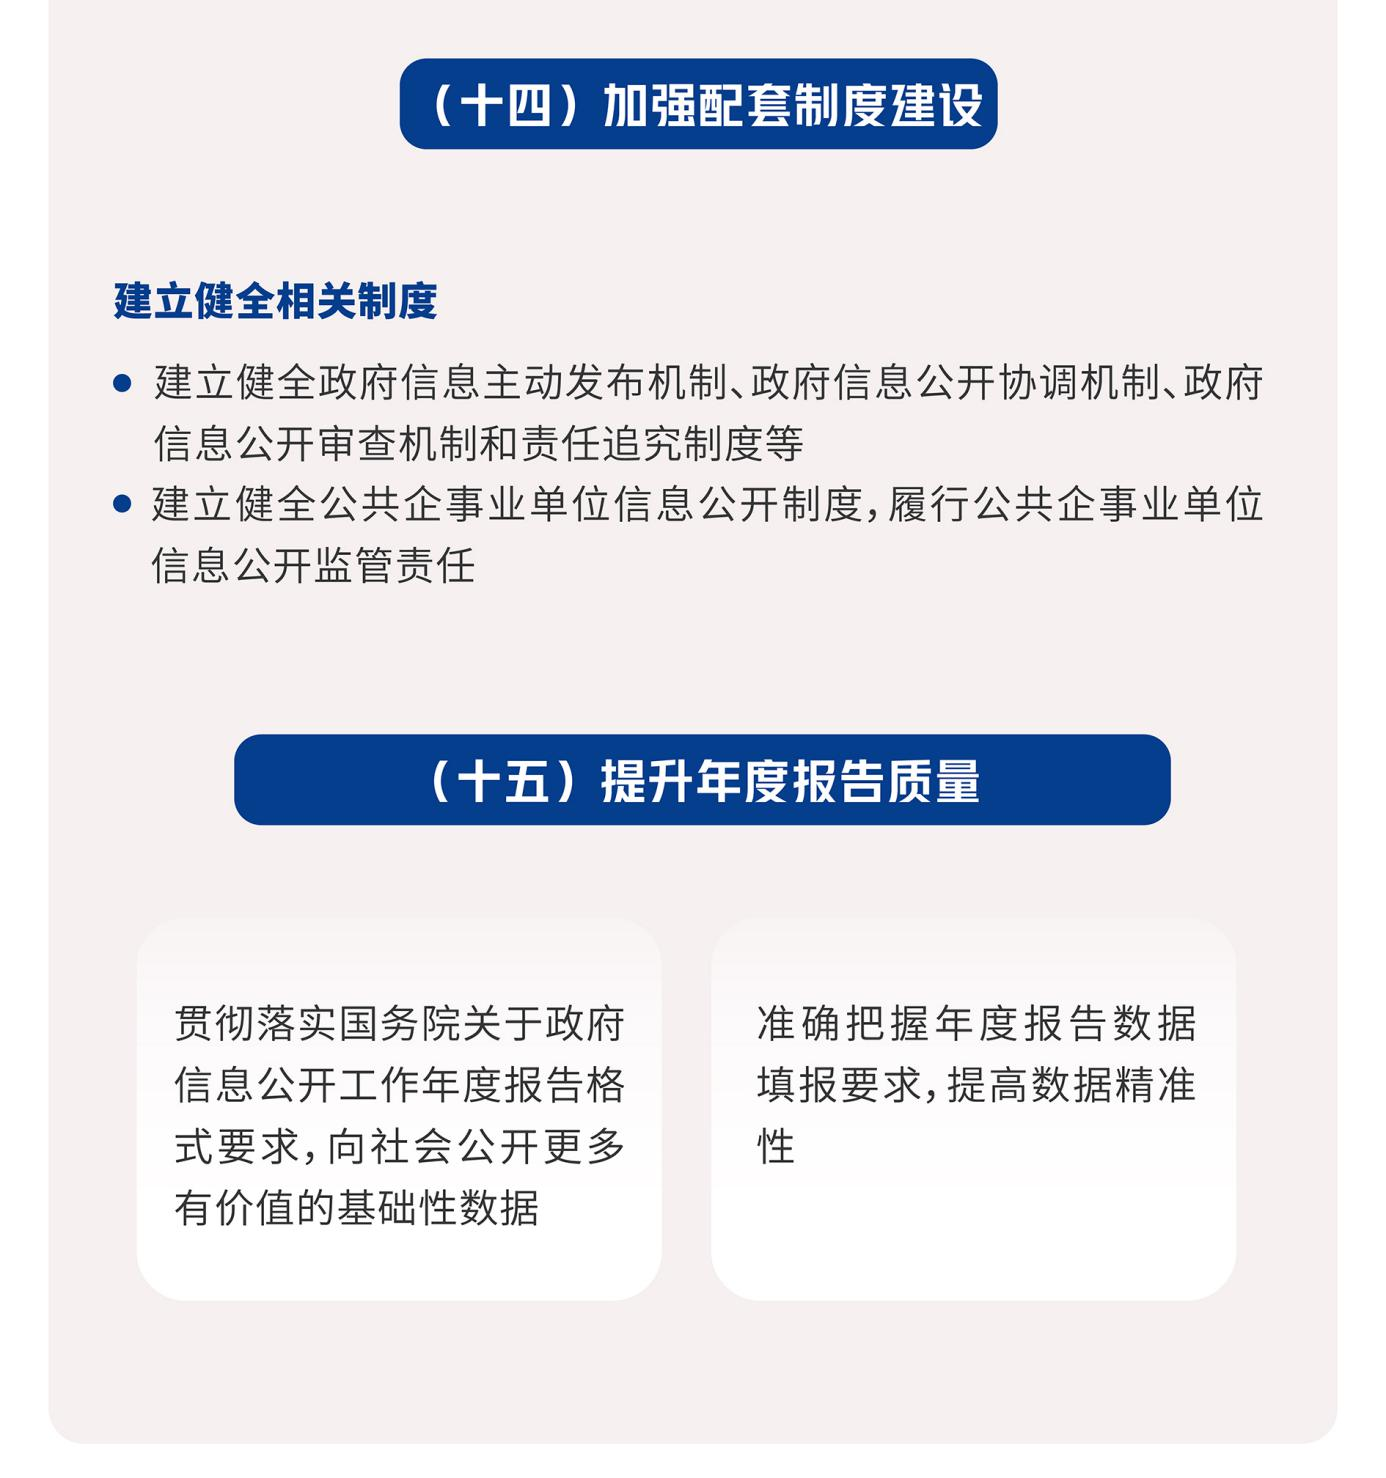 （十四）加强配套制度建设
建立健全相关制度
建立健全政府信息主动发布机制、政府信息公开协调机制、政府
信息公开审查机制和责任追究制度等
建立健全公共企事业单位信息公开制度，履行公共企事业单位
信息公开监管责任
（十五）提升年度报告质量
贯彻落实国务院关于政府
信息公开工作年度报告格
式要求，向社会公开更多
有价值的基础性数据
准确把握年度报告数据
填报要求，提高数据精准
性